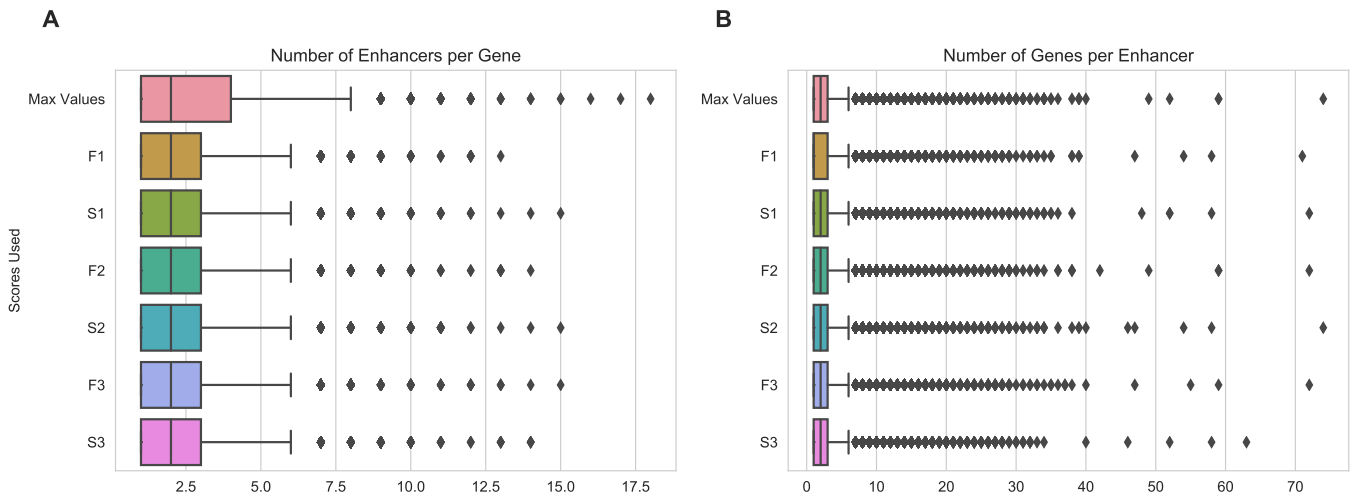 A
Number of Enhancers per Gene
Scores Used
Max Values
F1
S1
F2
S2
F3
S3
2.5 5.0 7.5 10.0 12.5 15.0 17.5
B
Number of Genes per Enhancer
Max Values
F1
S1
F2
S2
F3
S3
0 10 20 30 40 50 60 70